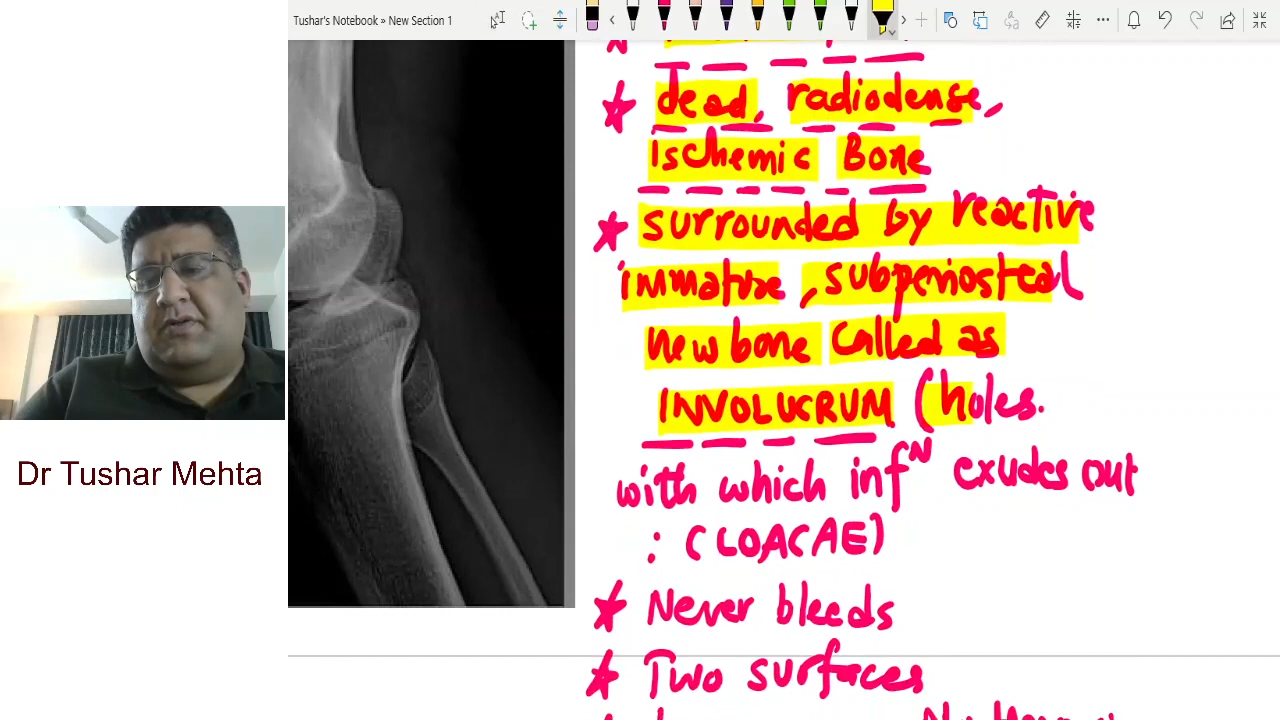 Tushar's Notebook » New Section 1
* dead, radiodense,
ischemic Bone
* surrounded by reactive
immature, subperiosteal
new bone called as
INVOLUCRUM (holes.
with which infN exudes out
: (LOACAE)
* Never bleeds
* Two surfaces
Dr Tushar Mehta